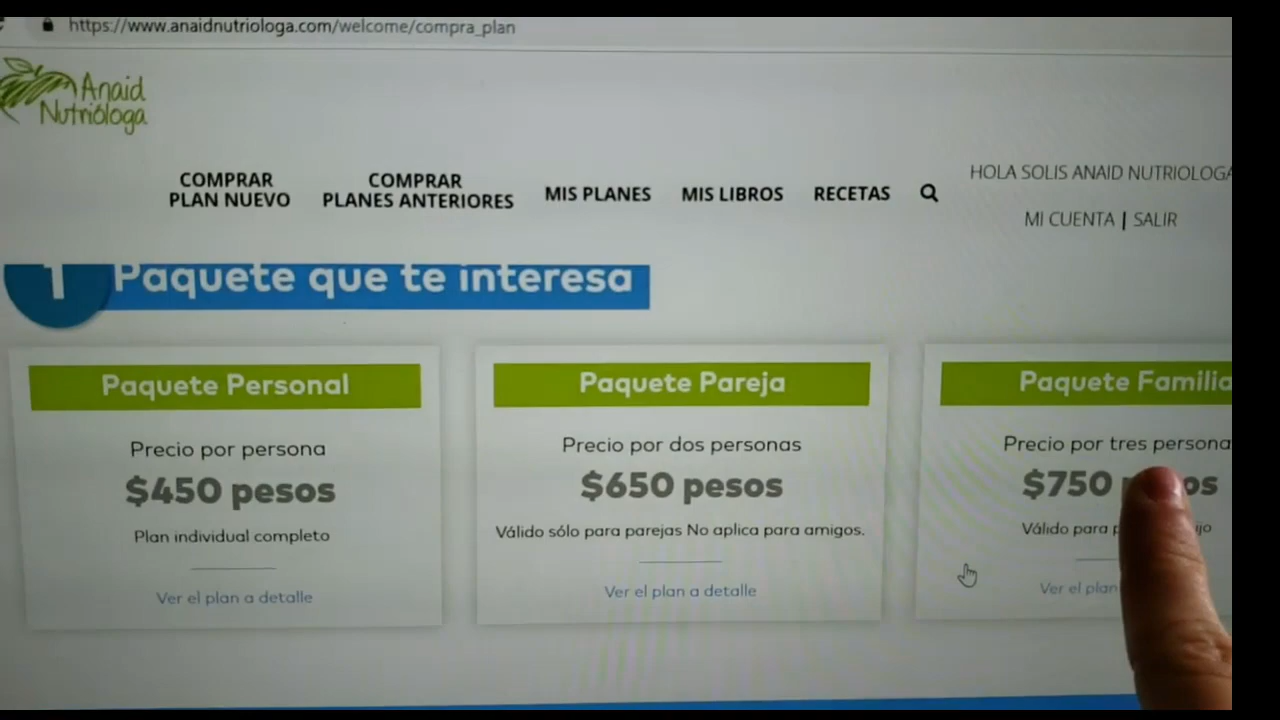 https://www.anaidnutriologa.com/welcome/compra_plan
Anaid
Nutrióloga
COMPRAR
PLAN NUEVO
COMPRAR
PLANES ANTERIORES
MIS PLANES
MIS LIBROS
RECETAS
HOLA SOLIS ANAID NUTRIOLOGA
MI CUENTA | SALIR
1 Paquete que te interesa
Paquete Personal
Precio por persona
$450 pesos
Plan individual completo
Ver el plan a detalle
Paquete Pareja
Precio por dos personas
$650 pesos
Válido sólo para parejas No aplica para amigos.
Ver el plan a detalle
Paquete Familia
Precio por tres persona
$750
Válido para
Ver el plan